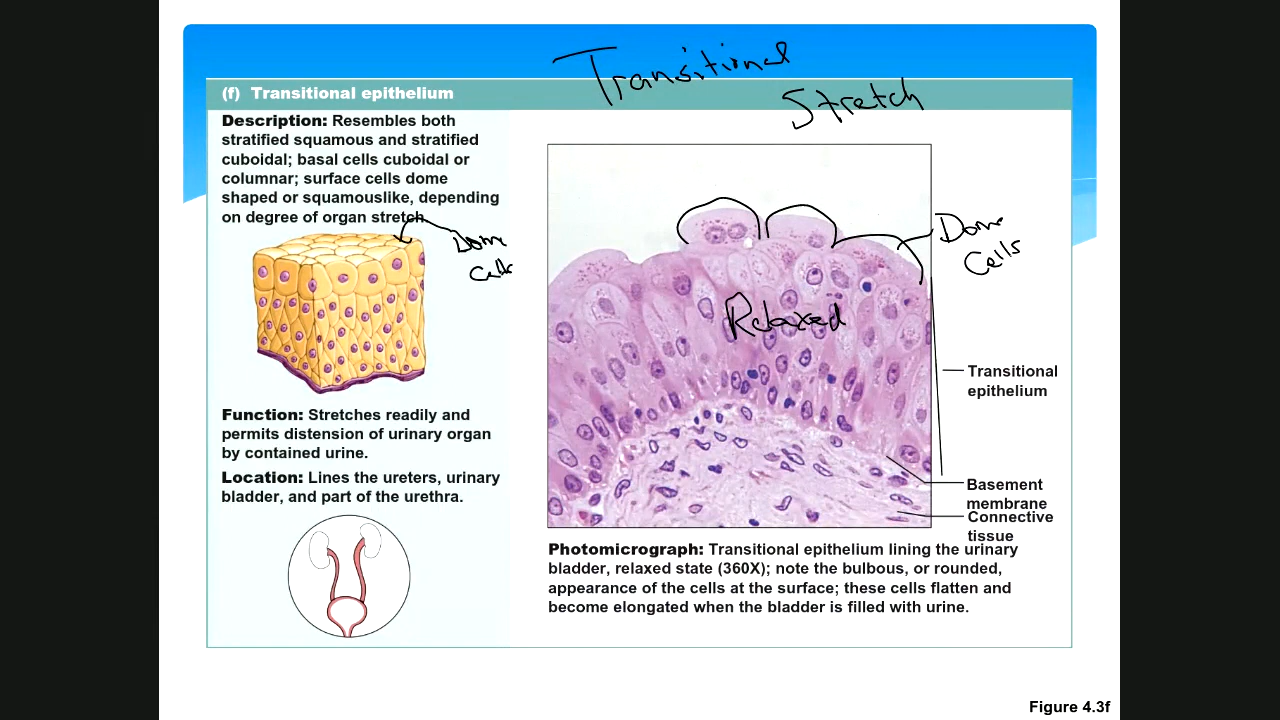 Transitional
Stretch
(f) Transitional epithelium
Description: Resembles both
stratified squamous and stratified
cuboidal; basal cells cuboidal or
columnar; surface cells dome
shaped or squamouslike, depending
on degree of organ stretch.
Dome
Cells
Function: Stretches readily and
permits distension of urinary organ
by contained urine.
Location: Lines the ureters, urinary
bladder, and part of the urethra.
Dome
Cells
Relaxed
Transitional
epithelium
Basement
membrane
Connective
tissue
Photomicrograph: Transitional epithelium lining the urinary
bladder, relaxed state (360X); note the bulbous, or rounded,
appearance of the cells at the surface; these cells flatten and
become elongated when the bladder is filled with urine.
Figure 4.3f